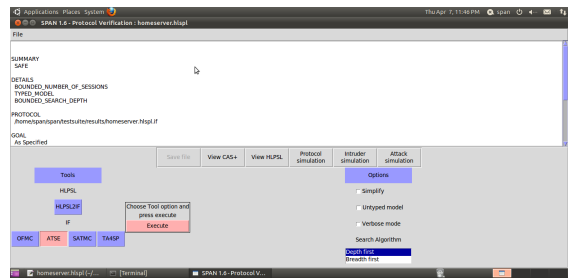 Applications Places System
Thu Apr 7, 11:46 PM span
SPAN 1.6 - Protocol Verification : homeserver.hlspl
File
SUMMARY
SAFE
DETAILS
BOUNDED_NUMBER_OF_SESSIONS
TYPED_MODEL
BOUNDED_SEARCH_DEPTH
PROTOCOL
/home/span/span/testsuite/results/homeserver.hlspl.if
GOAL
As Specified
Save file View CAS+ View HLPSL Protocol simulation Intruder simulation Attack simulation
Tools
Options
HLPSL
Simplify
HLPSL2IF
Choose Tool option and
press execute
Untyped model
IF
Execute
Verbose mode
OFMC ATSE SATMC TA4SP
Search Algorithm
Depth first
Breadth first
homeserver.hlspl (~/... [Terminal] SPAN 1.6 - Protocol V...